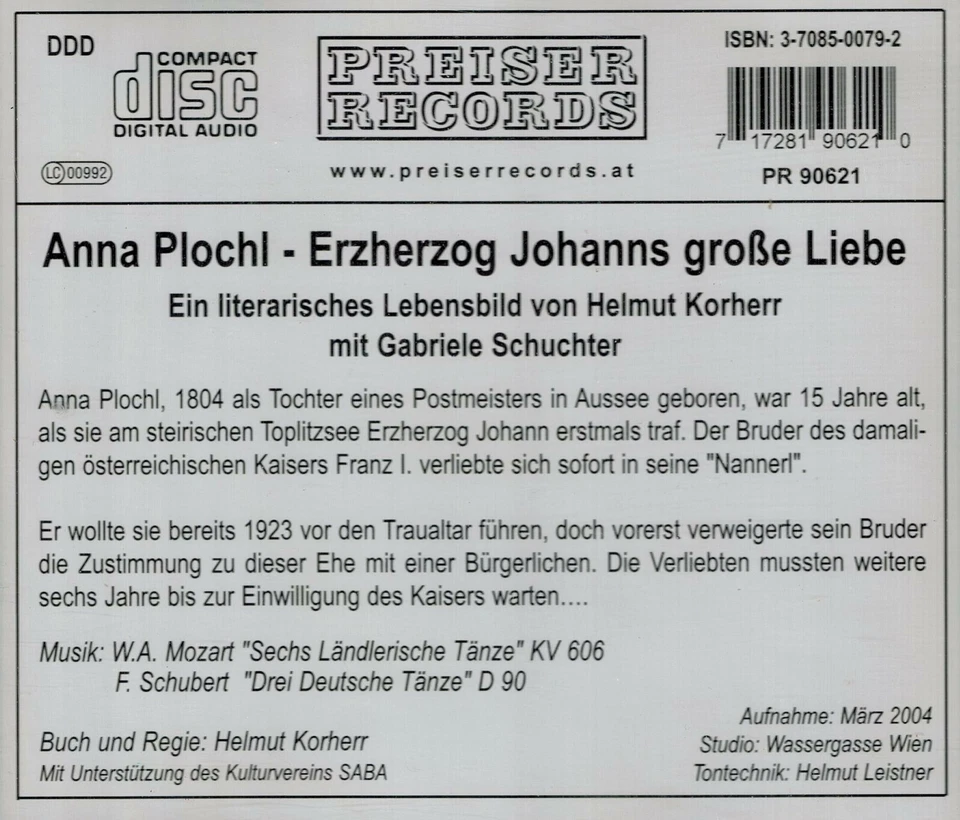 DDD
COMPACT
disc
DIGITAL AUDIO
LC 00992
PREISER
RECORDS
www.preiserrecords.at
ISBN: 3-7085-0079-2
7 17281 90621 0
PR 90621
Anna Plochl - Erzherzog Johanns große Liebe
Ein literarisches Lebensbild von Helmut Korherr
mit Gabriele Schuchter
Anna Plochl, 1804 als Tochter eines Postmeisters in Aussee geboren, war 15 Jahre alt,
als sie am steirischen Toplitzsee Erzherzog Johann erstmals traf. Der Bruder des damali-
gen österreichischen Kaisers Franz I. verliebte sich sofort in seine "Nannerl".
Er wollte sie bereits 1923 vor den Traualtar führen, doch vorerst verweigerte sein Bruder
die Zustimmung zu dieser Ehe mit einer Bürgerlichen. Die Verliebten mussten weitere
sechs Jahre bis zur Einwilligung des Kaisers warten....
Musik: W.A. Mozart "Sechs Ländlerische Tänze" KV 606
F. Schubert "Drei Deutsche Tänze" D 90
Buch und Regie: Helmut Korherr
Mit Unterstützung des Kulturvereins SABA
Aufnahme: März 2004
Studio: Wassergasse Wien
Tontechnik: Helmut Leistner